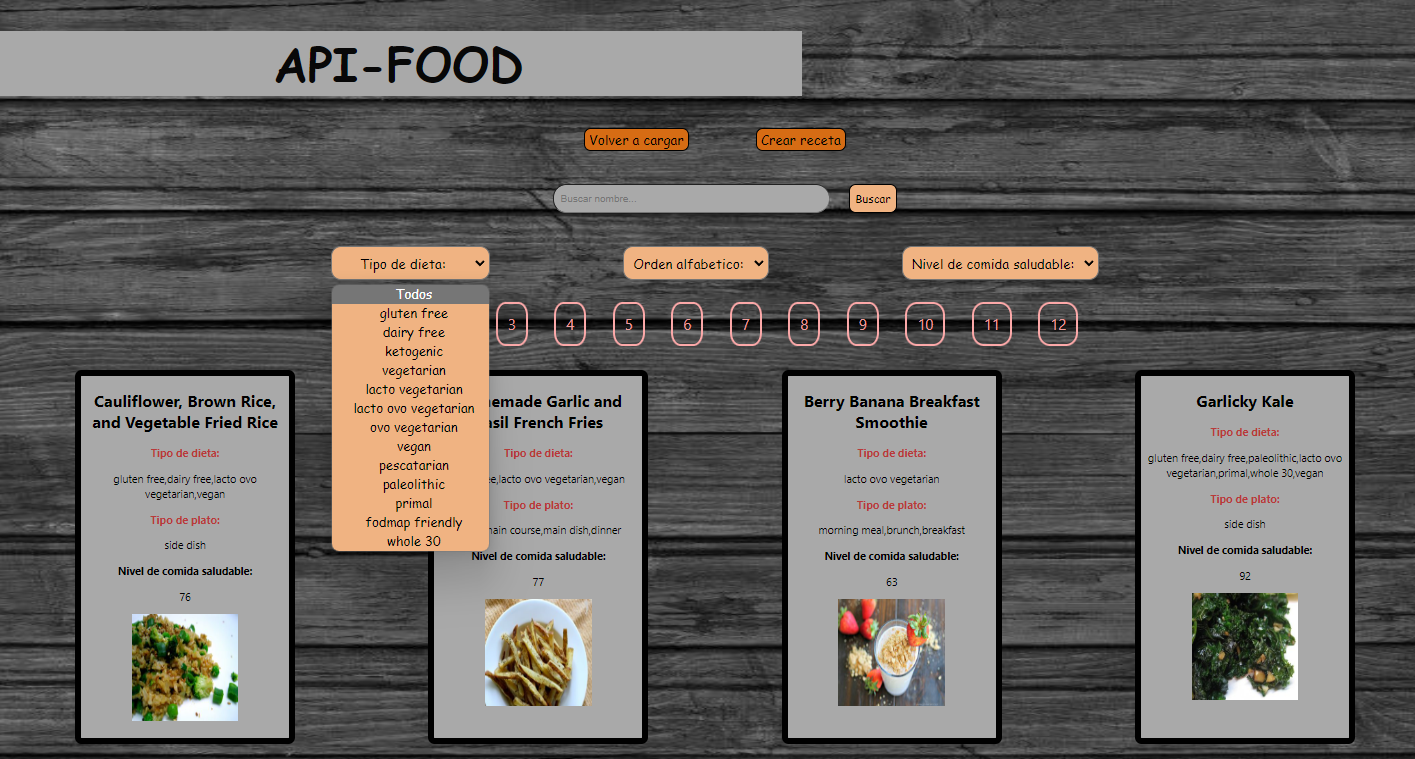 API-FOOD
Volver a cargar
Crear receta
Buscar nombre...
Buscar
Tipo de dieta:
Orden alfabetico:
Nivel de comida saludable:
Todos
gluten free
dairy free
ketogenic
vegetarian
lacto vegetarian
lacto ovo vegetarian
ovo vegetarian
vegan
pescatarian
paleolithic
primal
fodmap friendly
whole 30
3 4 5 6 7 8 9 10 11 12
Cauliflower, Brown Rice,
and Vegetable Fried Rice
Tipo de dieta:
gluten free,dairy free,lacto ovo
vegetarian,vegan
Tipo de plato:
side dish
Nivel de comida saludable:
76
Garlic and
French Fries
Tipo de dieta:
lacto ovo vegetarian,vegan
Tipo de plato:
course,main dish,dinner
Nivel de comida saludable:
77
Berry Banana Breakfast
Smoothie
Tipo de dieta:
lacto ovo vegetarian
Tipo de plato:
morning meal,brunch,breakfast
Nivel de comida saludable:
63
Garlicky Kale
Tipo de dieta:
gluten free,dairy free,paleolithic,lacto ovo
vegetarian,primal,whole 30,vegan
Tipo de plato:
side dish
Nivel de comida saludable:
92